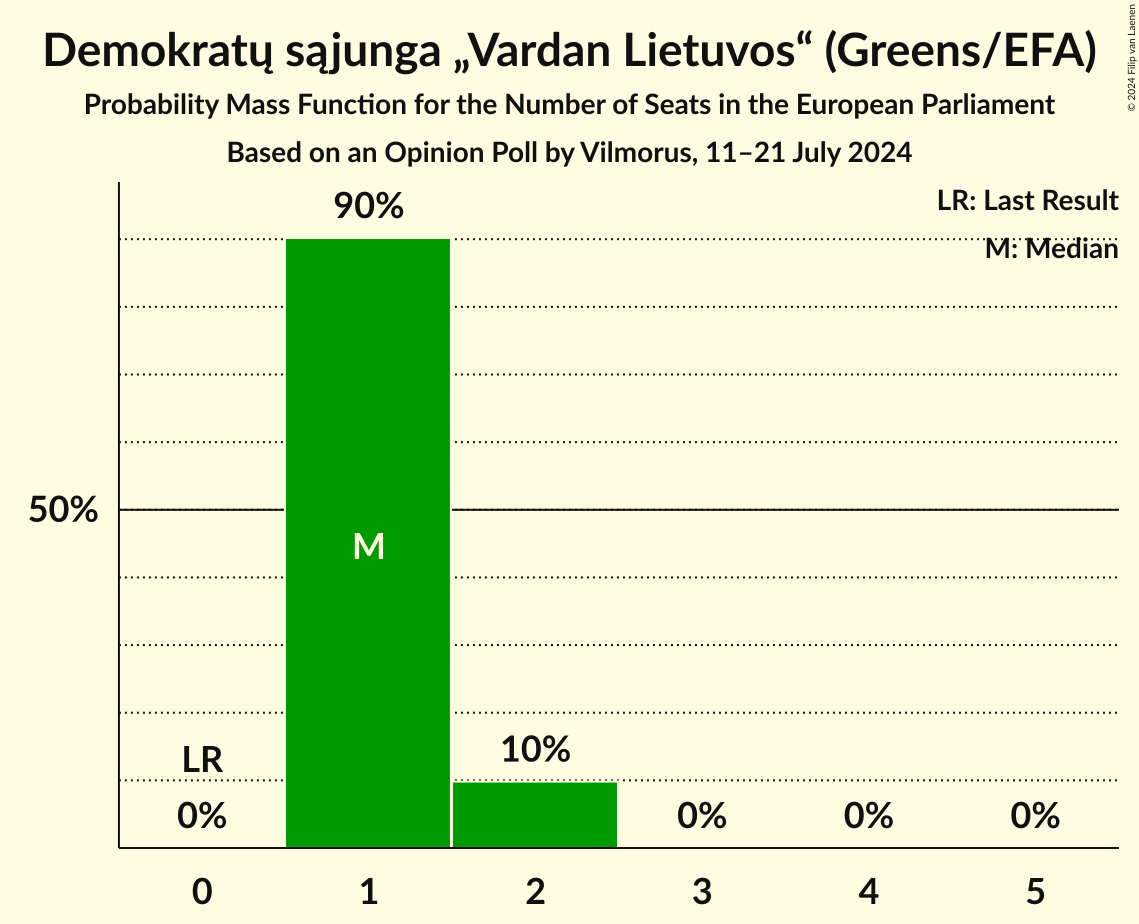 Demokratų sąjunga „Vardan Lietuvos“ (Greens/EFA)
Probability Mass Function for the Number of Seats in the European Parliament
Based on an Opinion Poll by Vilmorus, 11–21 July 2024
© 2024 Filip van Laenen
LR: Last Result
M: Median
90%
50%
M
LR
10%
0%
0%
0%
0%
0
1
2
3
4
5